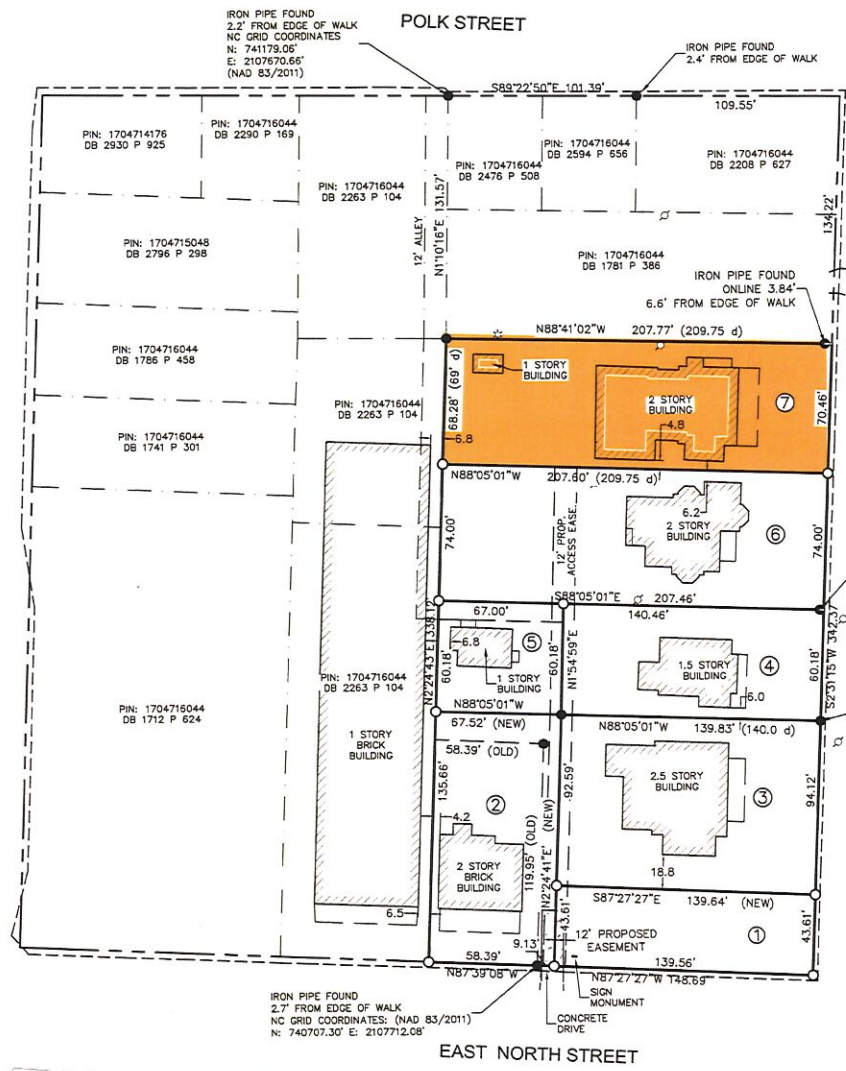 IRON PIPE FOUND
2.2' FROM EDGE OF WALK
NC GRID COORDINATES
N: 741179.06'
E: 2107670.66'
(NAD 83/2011)
POLK STREET
IRON PIPE FOUND
2.4' FROM EDGE OF WALK
S89°22'50"E 101.39'
109.55'
PIN: 1704714176
DB 2930 P 925
PIN: 1704716044
DB 2290 P 169
PIN: 1704716044
DB 2263 P 104
PIN: 1704716044
DB 2476 P 508
PIN: 1704716044
DB 2594 P 656
PIN: 1704716044
DB 2208 P 627
12' ALLEY
N1°10'16"E 131.57'
134.22'
PIN: 1704715048
DB 2796 P 298
PIN: 1704716044
DB 1781 P 386
IRON PIPE FOUND
ONLINE 3.84'
6.6' FROM EDGE OF WALK
N88°41'02"W 207.77' (209.75 d)
PIN: 1704716044
DB 1786 P 458
1 STORY
BUILDING
68.28' (69' d)
2 STORY
BUILDING
4.8
7
70.46'
PIN: 1704716044
DB 2263 P 104
PIN: 1704716044
DB 1741 P 301
6.8
N88°05'01"W 207.60' (209.75 d)
74.00'
12' PROP.
ACCESS EASE.
6.2
2 STORY
BUILDING
6
74.00'
S88°05'01"E 207.46'
67.00'
140.46'
N2°24'43"E 338.12'
60.18'
6.8
5
1 STORY
BUILDING
60.18'
N1°54'59"E
1.5 STORY
BUILDING
4
6.0
60.18'
S2°31'15"W 342.37'
PIN: 1704716044
DB 2263 P 104
PIN: 1704716044
DB 1712 P 624
N88°05'01"W
67.52' (NEW)
N88°05'01"W 139.83' (140.0 d)
1 STORY
BRICK
BUILDING
58.39' (OLD)
135.66'
2
4.2
2 STORY
BRICK
BUILDING
119.95' (OLD)
N2°24'41"E' (NEW)
92.59'
2.5 STORY
BUILDING
3
94.12'
18.8
S87°27'27"E 139.64' (NEW)
6.5
43.61'
12' PROPOSED
EASEMENT
1
43.61'
9.13'
58.39'
N87°39'08"W
139.56'
N87°27'27"W 148.69'
SIGN
MONUMENT
CONCRETE
DRIVE
IRON PIPE FOUND
2.7' FROM EDGE OF WALK
NC GRID COORDINATES: (NAD 83/2011)
N: 740707.30' E: 2107712.08'
EAST NORTH STREET